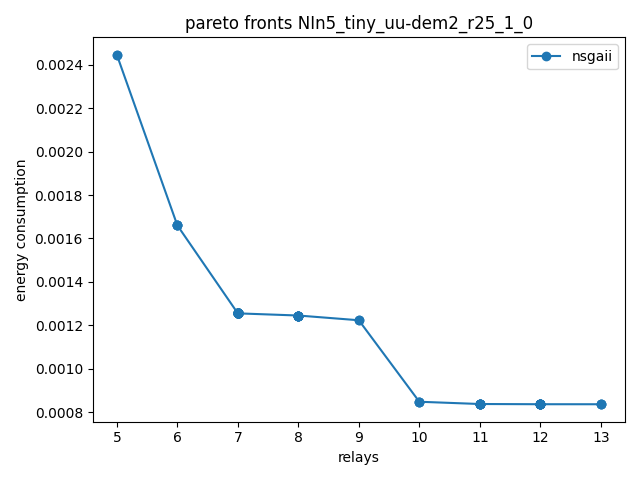 pareto fronts NIn5_tiny_uu-dem2_r25_1_0
nsgaii
energy consumption
0.0024
0.0022
0.0020
0.0018
0.0016
0.0014
0.0012
0.0010
0.0008
5 6 7 8 9 10 11 12 13
relays